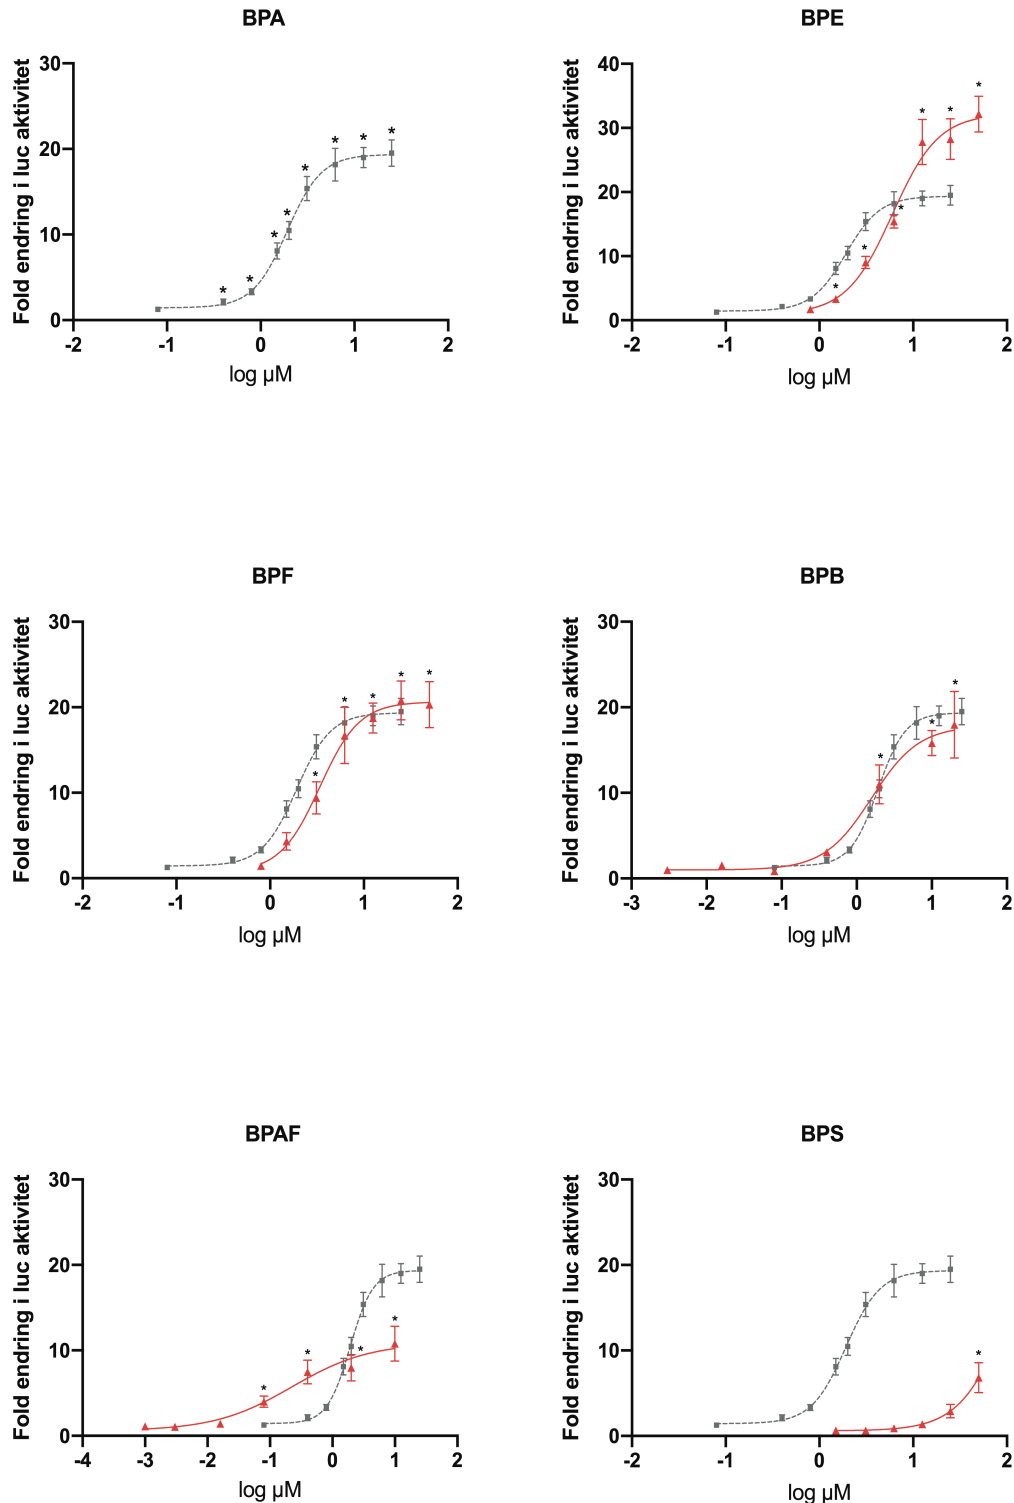 BPA
Fold endring i luc aktivitet
30
20
10
0
-2 -1 0 1 2
log µM
* * * * * * * *
BPE
Fold endring i luc aktivitet
40
30
20
10
0
-2 -1 0 1 2
log µM
* * * * * *
BPF
Fold endring i luc aktivitet
30
20
10
0
-2 -1 0 1 2
log µM
* * * * *
BPB
Fold endring i luc aktivitet
30
20
10
0
-3 -2 -1 0 1 2
log µM
* * *
BPAF
Fold endring i luc aktivitet
30
20
10
0
-4 -3 -2 -1 0 1 2
log µM
* * * *
BPS
Fold endring i luc aktivitet
30
20
10
0
-2 -1 0 1 2
log µM
*